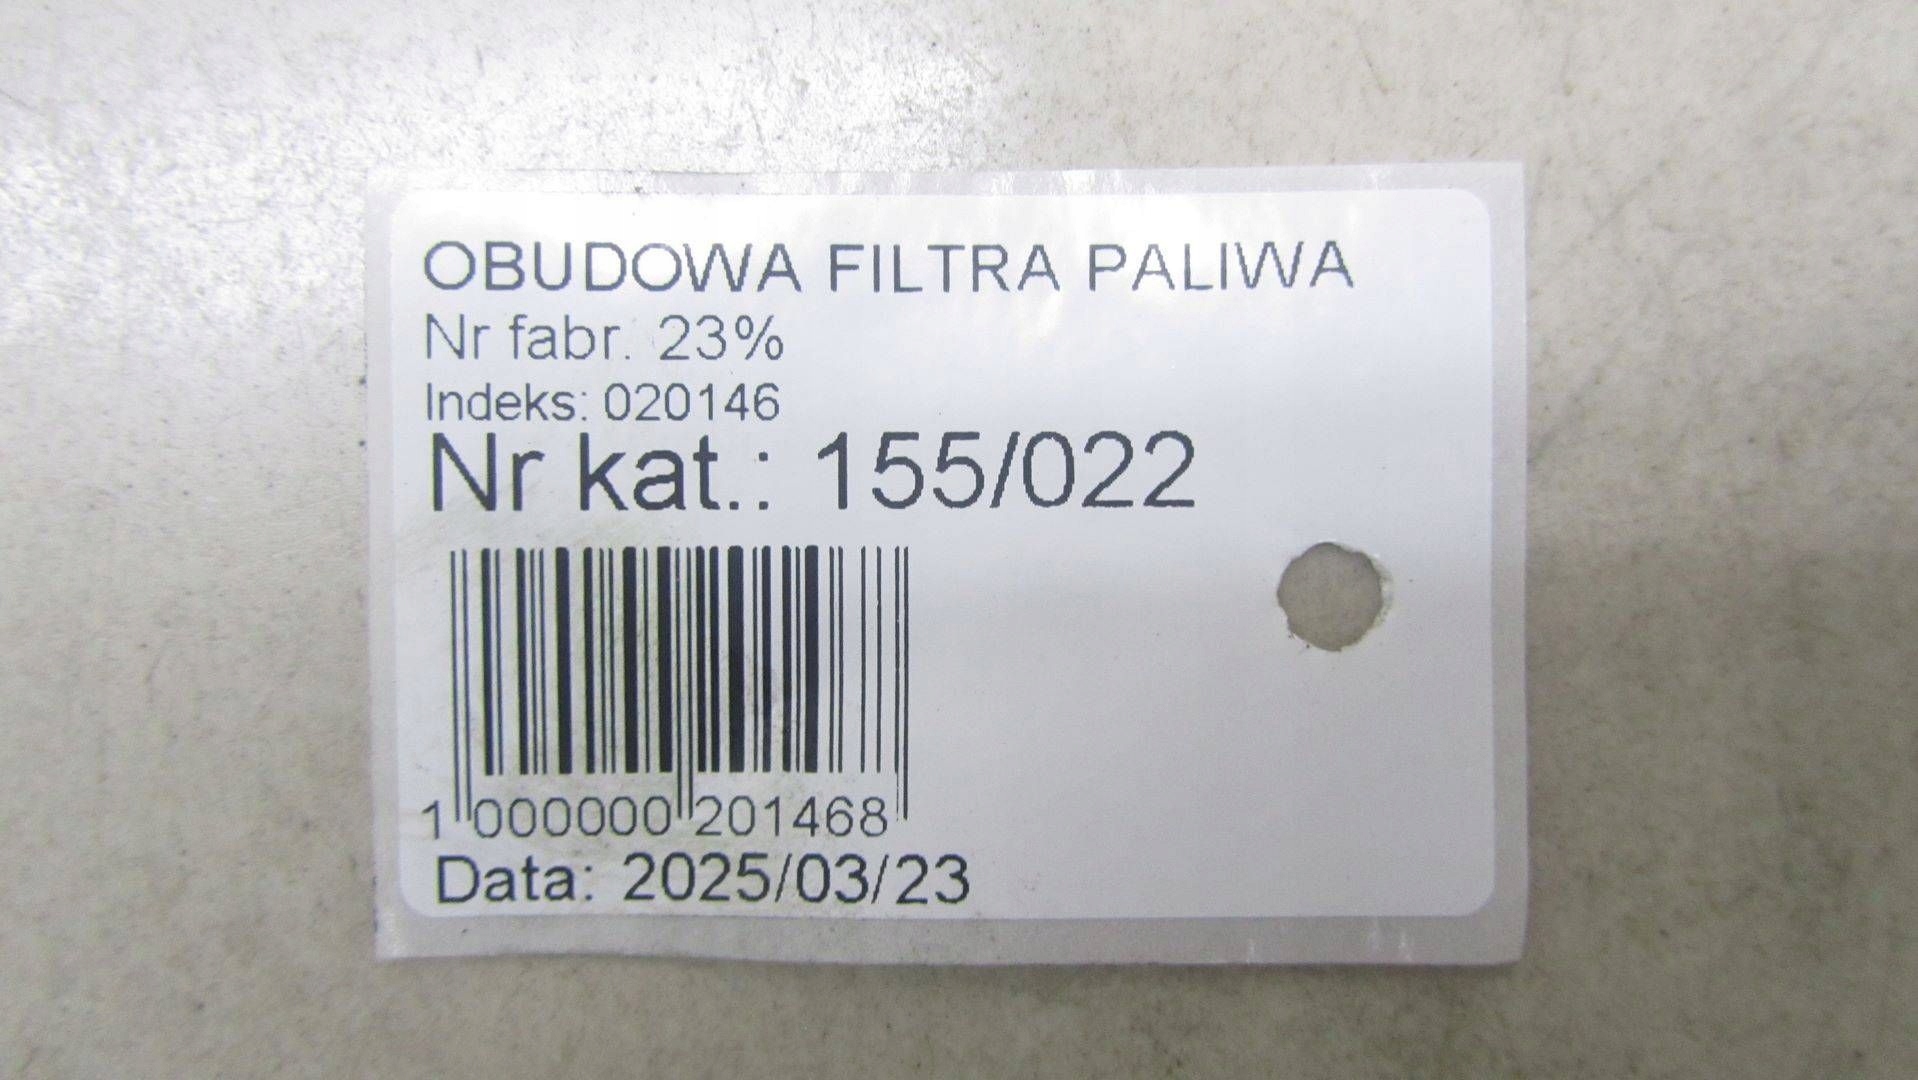 OBUDOWA FILTRA PALIWA
Nr fabr. 23%
Indeks: 020146
Nr kat.: 155/022
1 000000 201468
Data: 2025/03/23